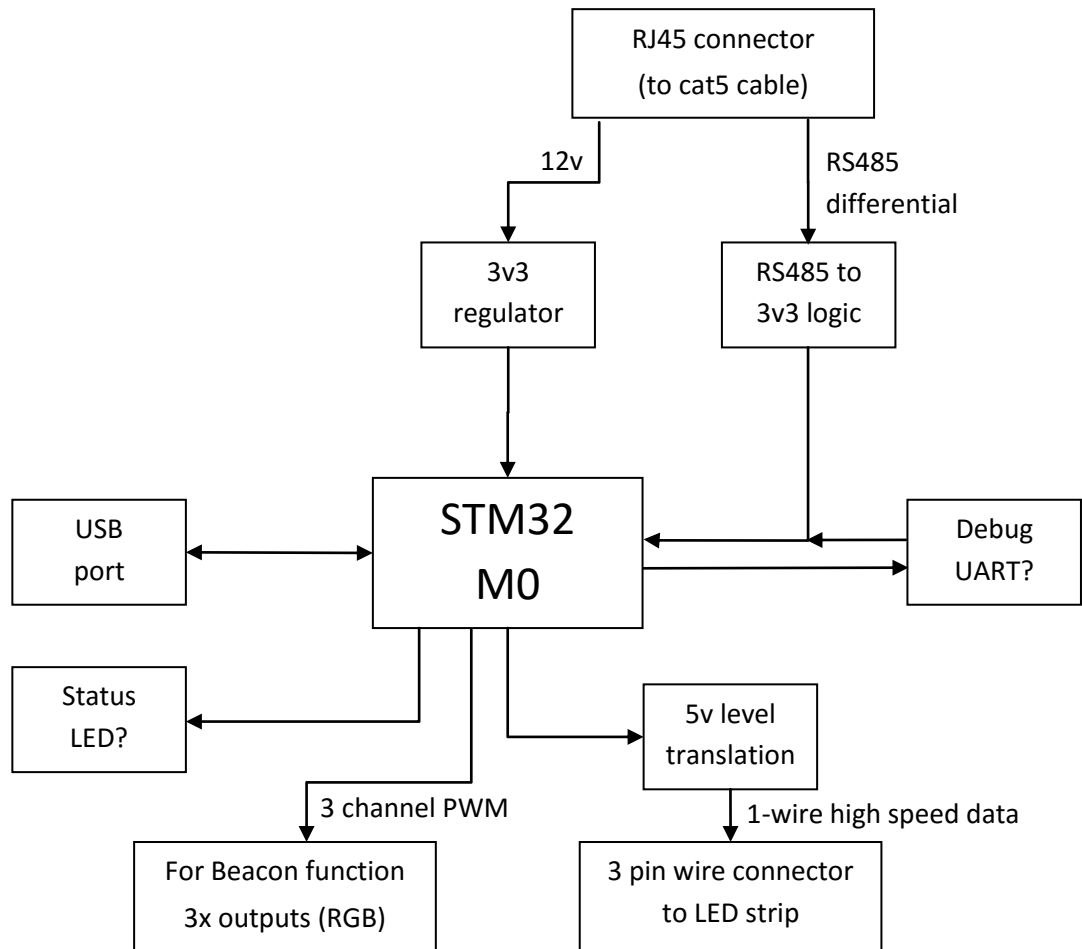 RJ45 connector
(to cat5 cable)
12v
RS485
differential
3v3
regulator
RS485 to
3v3 logic
USB
port
STM32
M0
Debug
UART?
Status
LED?
5v level
translation
3 channel PWM
1-wire high speed data
For Beacon function
3x outputs (RGB)
3 pin wire connector
to LED strip